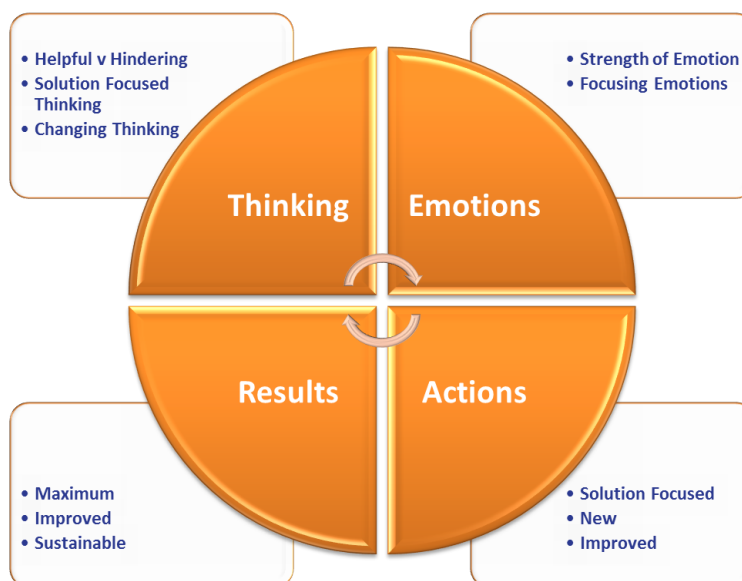 • Helpful v Hindering
• Solution Focused
Thinking
• Changing Thinking
• Strength of Emotion
• Focusing Emotions
Thinking
Emotions
Results
Actions
• Maximum
• Improved
• Sustainable
• Solution Focused
• New
• Improved